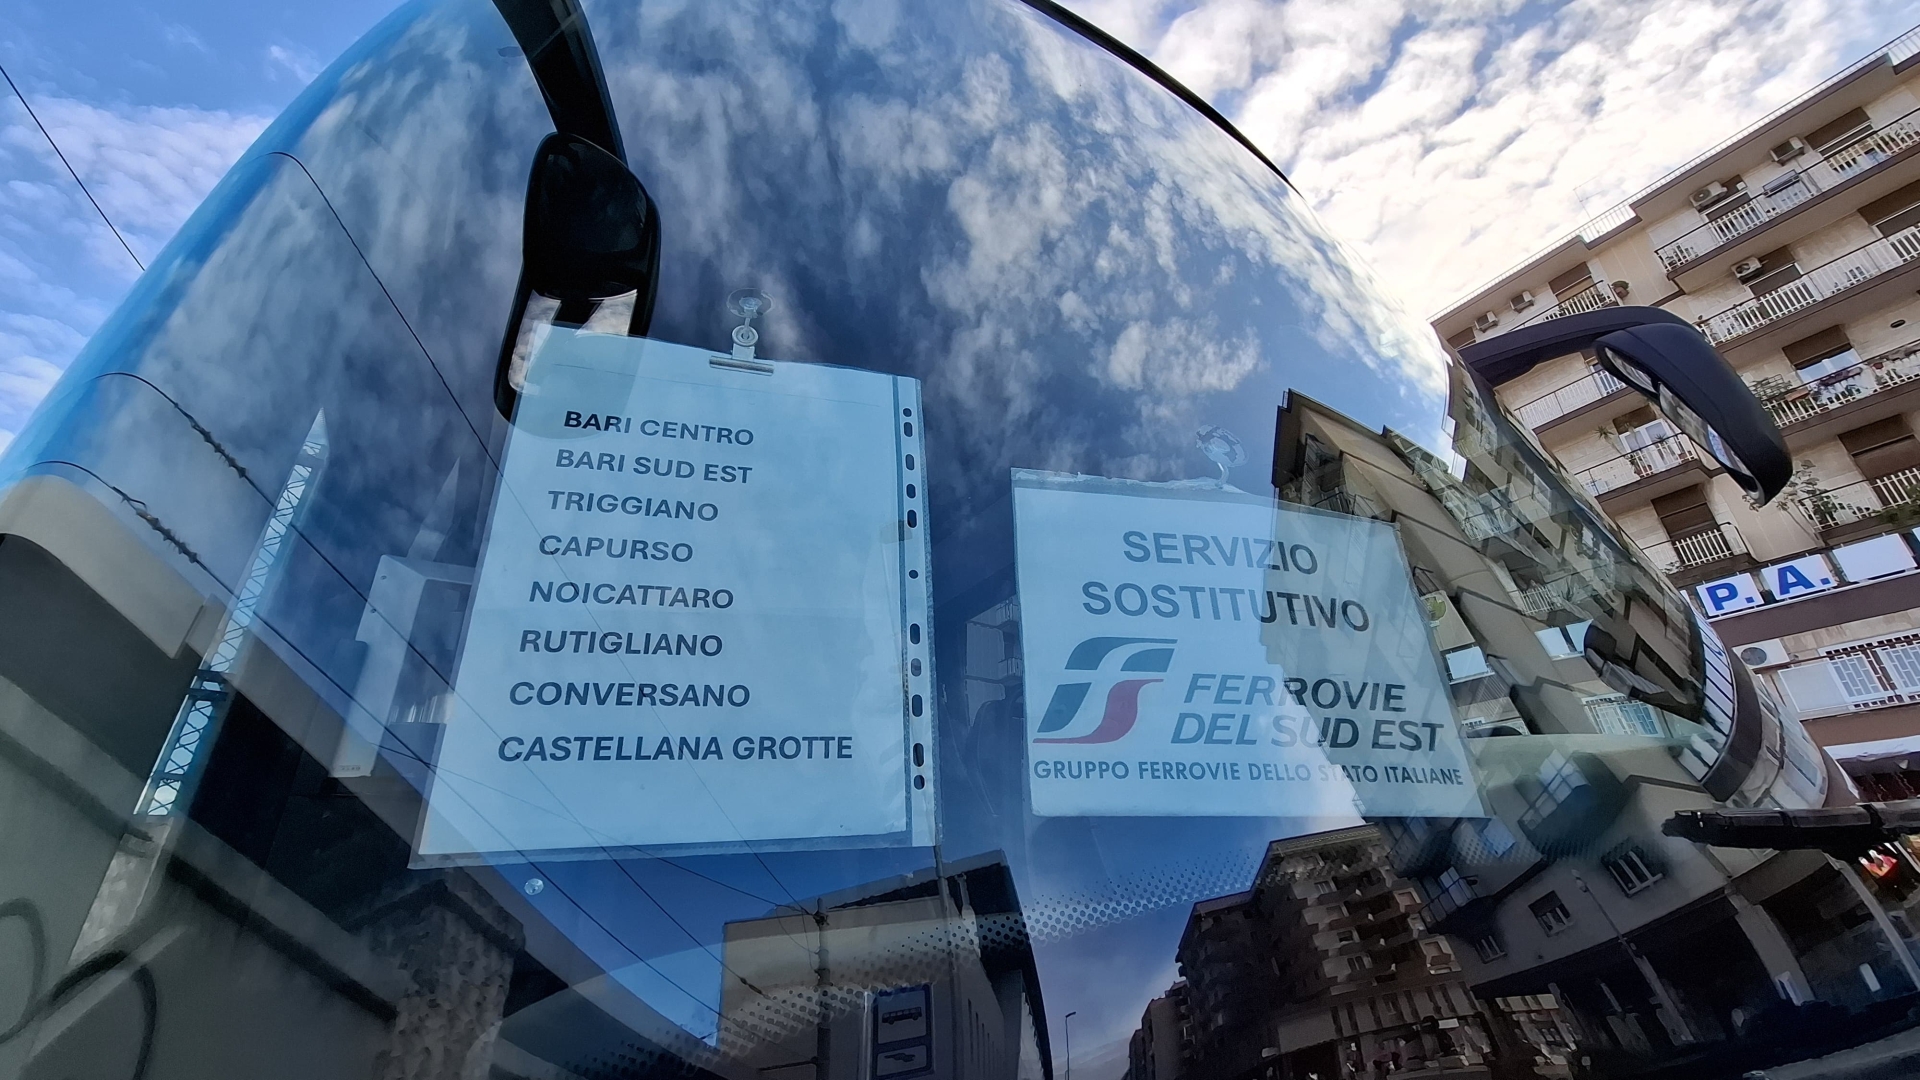 BARI CENTRO
BARI SUD EST
TRIGGIANO
CAPURSO
NOICATTARO
RUTIGLIANO
CONVERSANO
CASTELLANA GROTTE
SERVIZIO
SOSTITUTIVO
FERROVIE
DEL SUD EST
GRUPPO FERROVIE DELLO STATO ITALIANE
P. A.